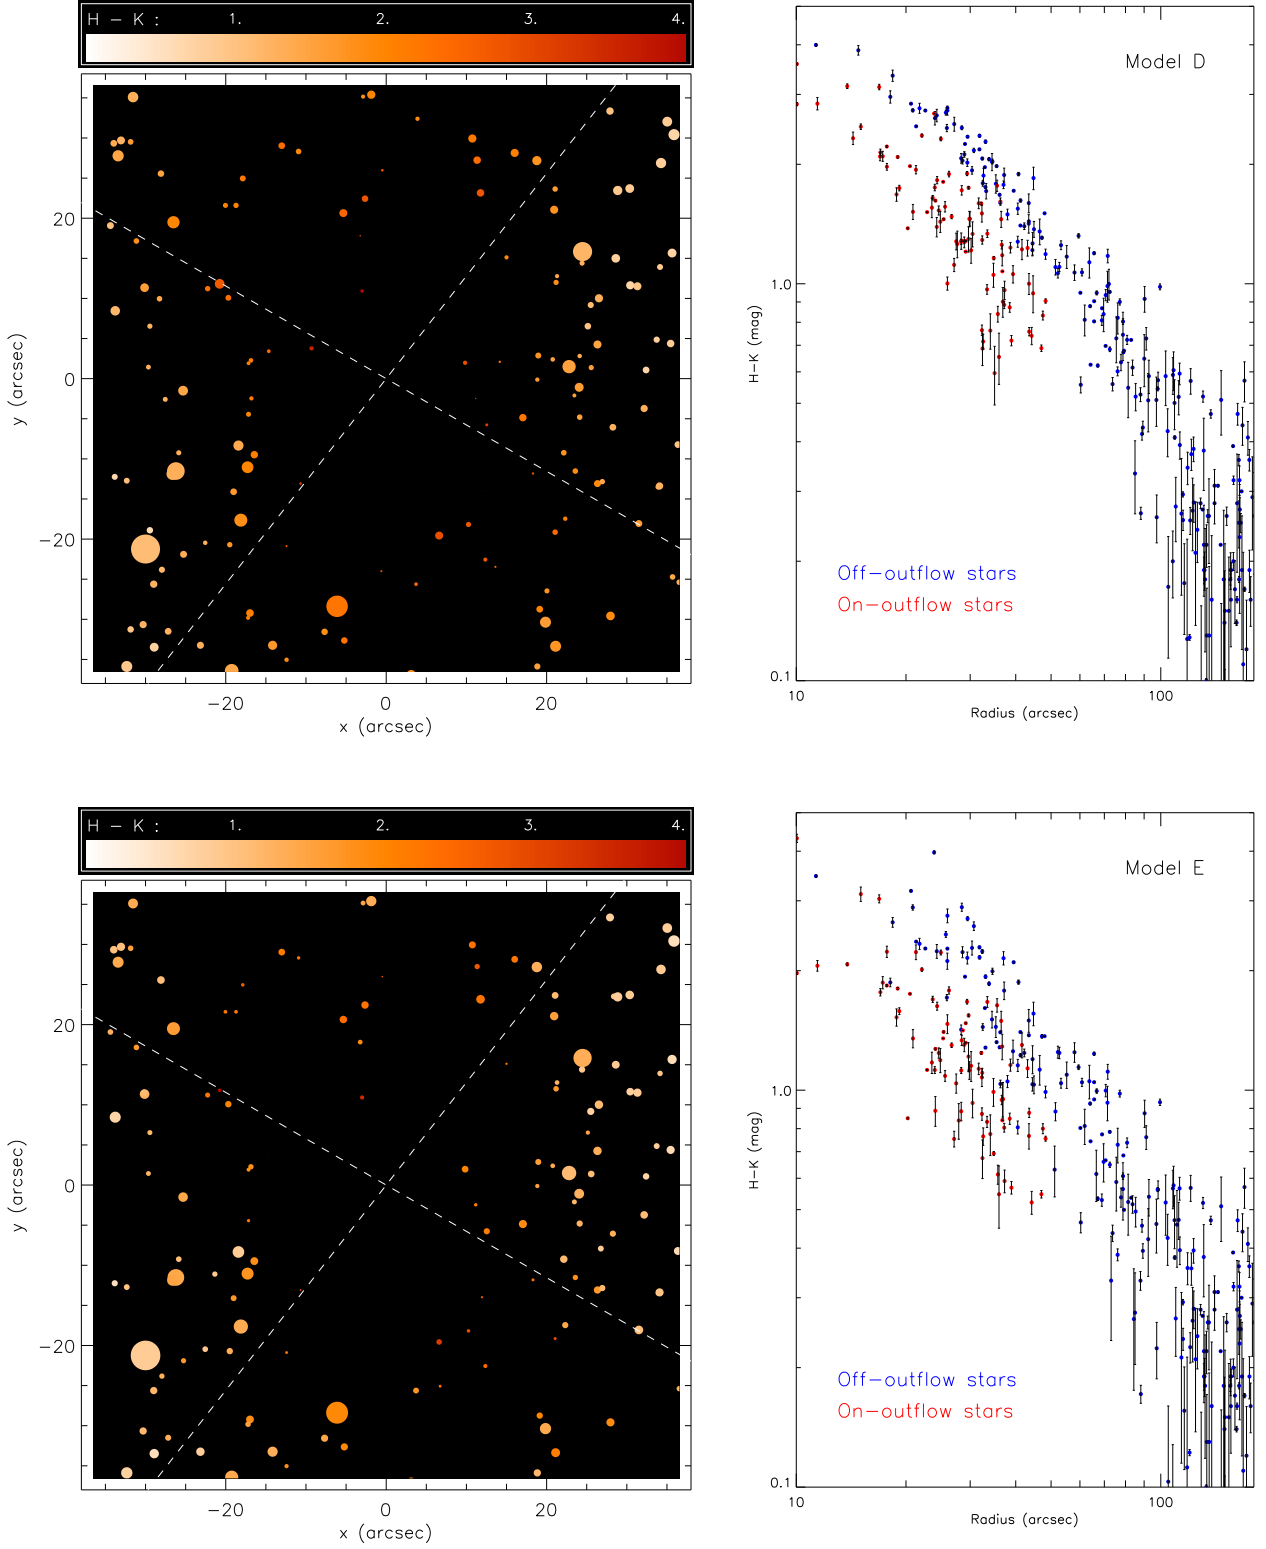 H − K : 1. 2. 3. 4.
20
0
−20
y (arcsec)
−20 0 20
x (arcsec)
Model D
1.0
0.1
H−K (mag)
Off−outflow stars
On−outflow stars
10 100
Radius (arcsec)
H − K : 1. 2. 3. 4.
20
0
−20
y (arcsec)
−20 0 20
x (arcsec)
Model E
1.0
0.1
H−K (mag)
Off−outflow stars
On−outflow stars
10 100
Radius (arcsec)